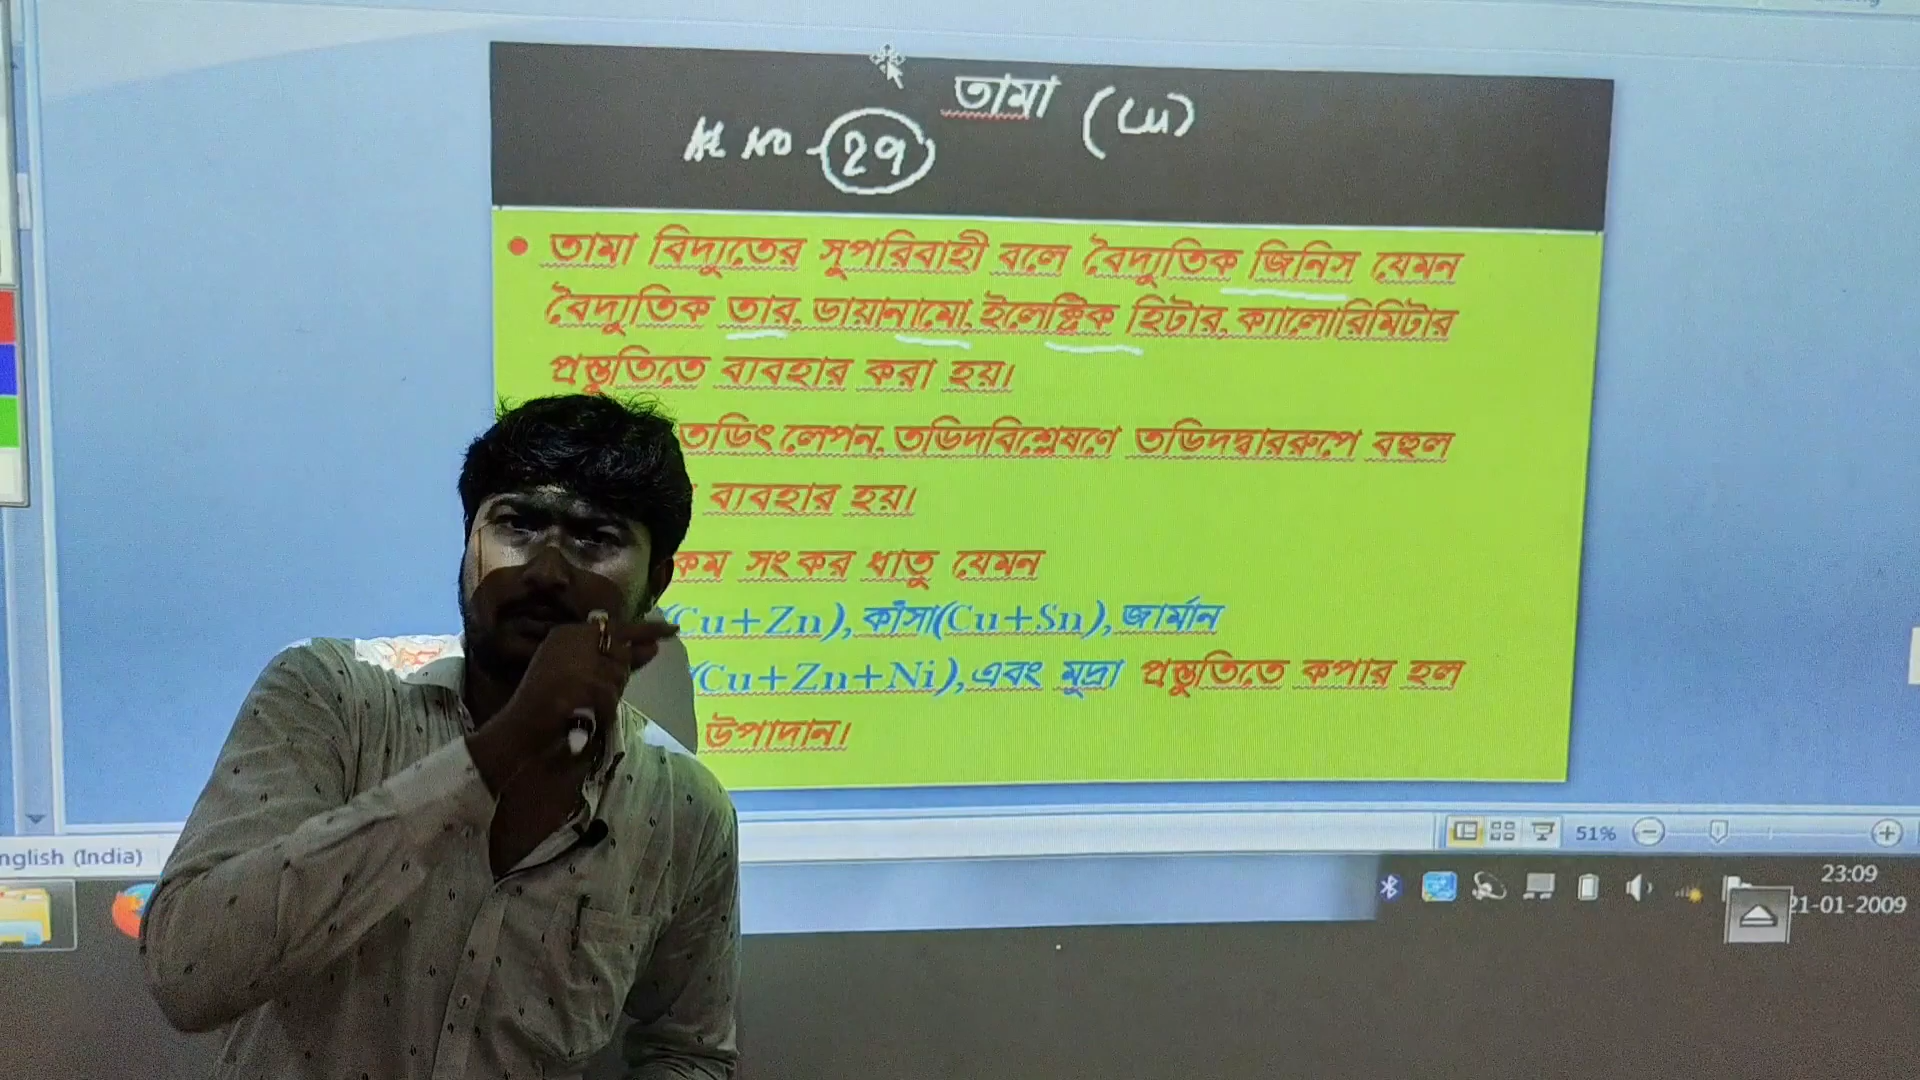 তামা (Cu)
At NO - 29
• তামা বিদ্যুতের সুপরিবাহী বলে বৈদ্যুতিক জিনিস যেমন
বৈদ্যুতিক তার, ডায়ানামো, ইলেক্ট্রিক হিটার, ক্যালোরিমিটার
প্রস্তুতিতে ব্যবহার করা হয়।
তডিৎ লেপন, তডিদবিশ্লেষণে তডিদদ্বাররুপে বহুল
ব্যবহার হয়।
সংকর ধাতু যেমন
(Cu+Zn), কাঁসা(Cu+Sn), জার্মান
(Cu+Zn+Ni), এবং মুদ্রা প্রস্তুতিতে কপার হল
উপাদান।
51%
nglish (India)
23:09
21-01-2009